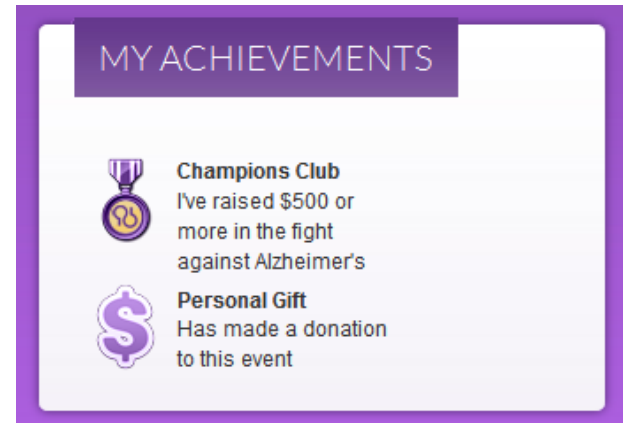 MY ACHIEVEMENTS
Champions Club
I've raised $500 or
more in the fight
against Alzheimer's
Personal Gift
Has made a donation
to this event